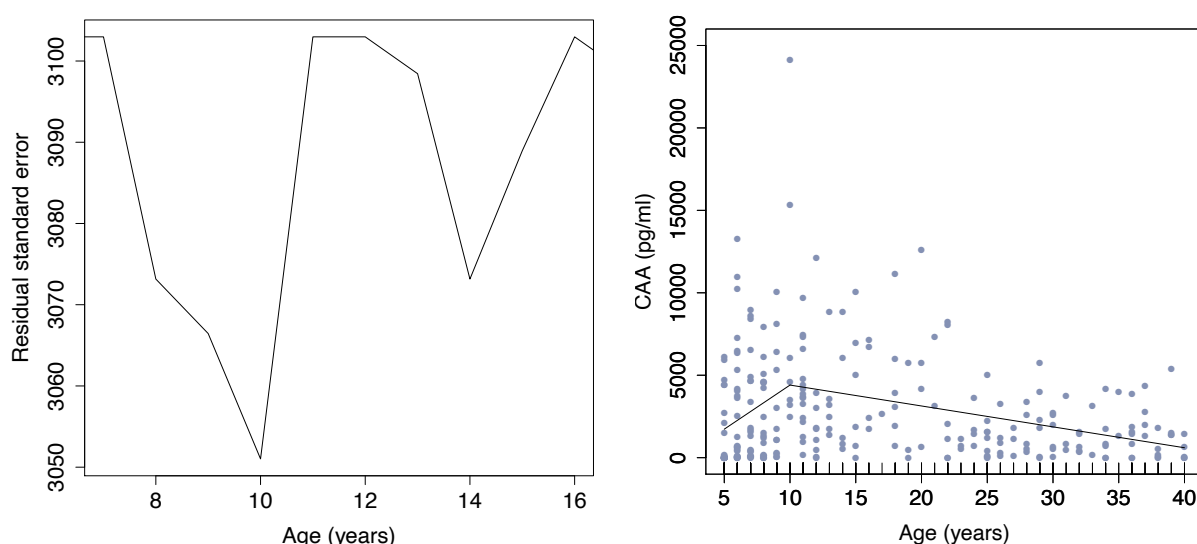 Residual standard error
3050 3060 3070 3080 3090 3100
8 10 12 14 16
Age (years)
CAA (pg/ml)
0 5000 10000 15000 20000 25000
5 10 15 20 25 30 35 40
Age (years)